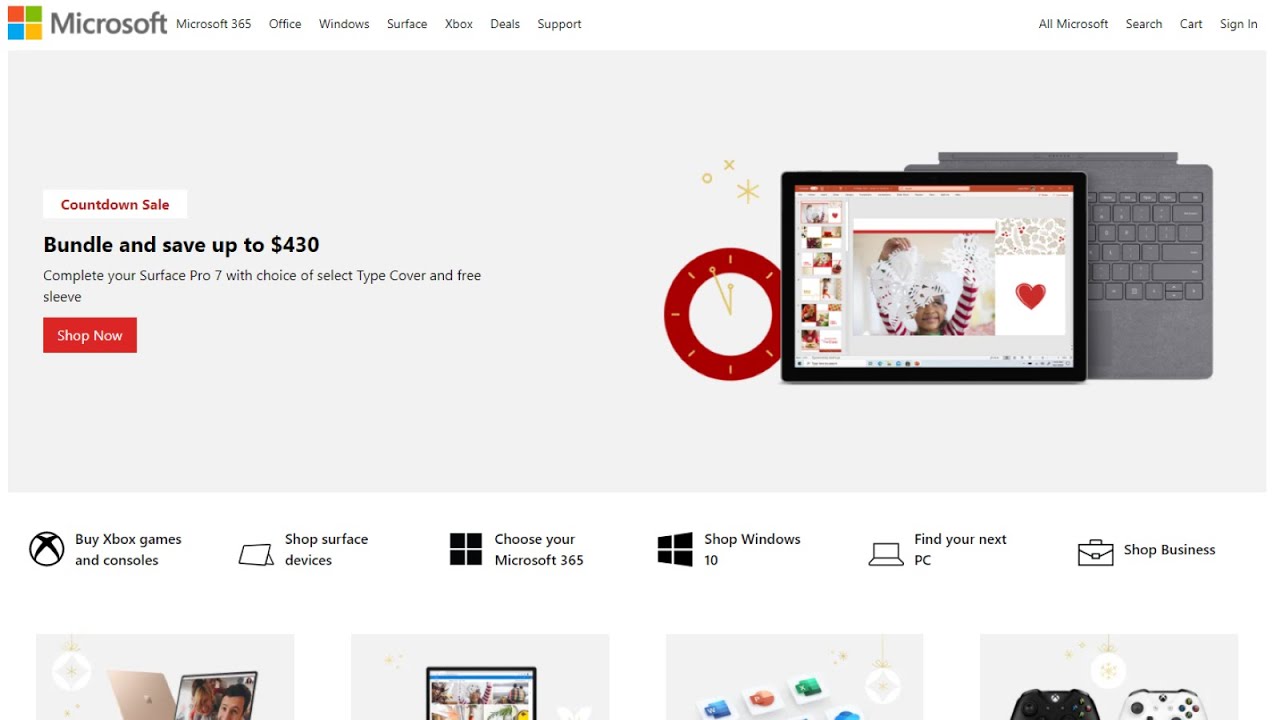 Microsoft
Microsoft 365 Office Windows Surface Xbox Deals Support
All Microsoft Search Cart Sign In
Countdown Sale
Bundle and save up to $430
Complete your Surface Pro 7 with choice of select Type Cover and free
sleeve
Shop Now
Buy Xbox games
and consoles
Shop surface
devices
Choose your
Microsoft 365
Shop Windows
10
Find your next
PC
Shop Business
W
P
X